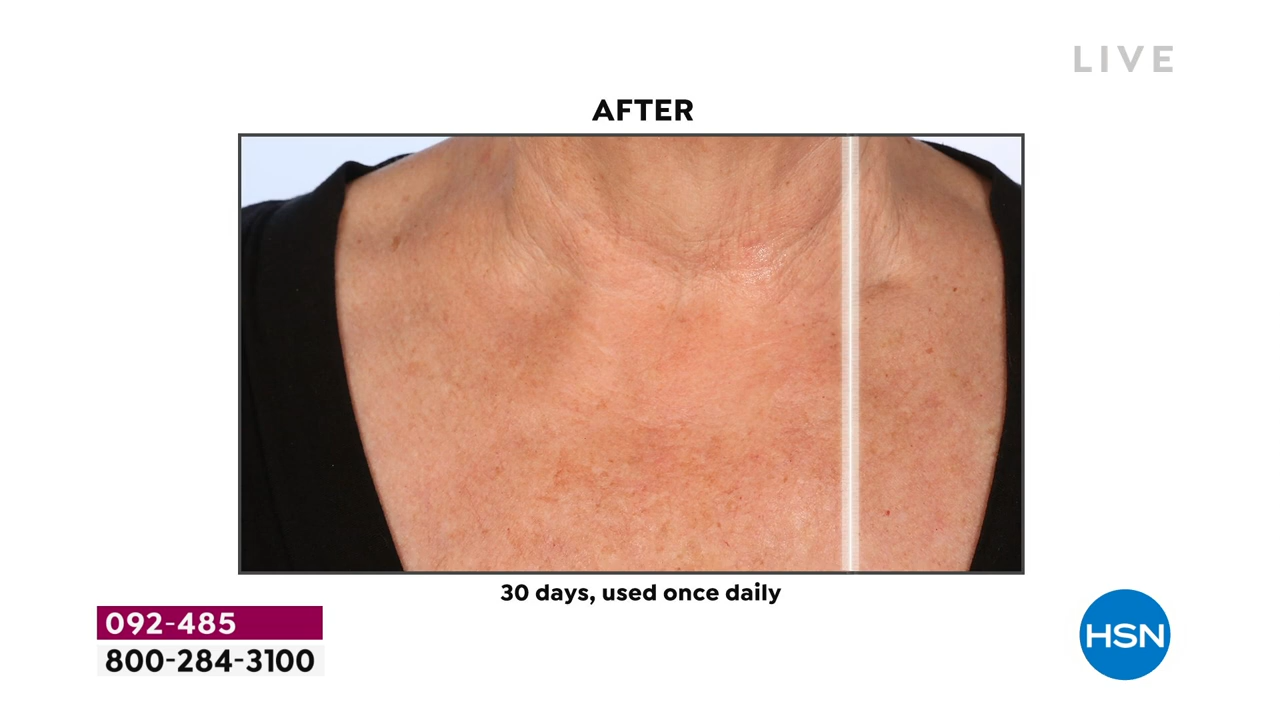 LIVE
AFTER
30 days, used once daily
092-485
800-284-3100
HSN